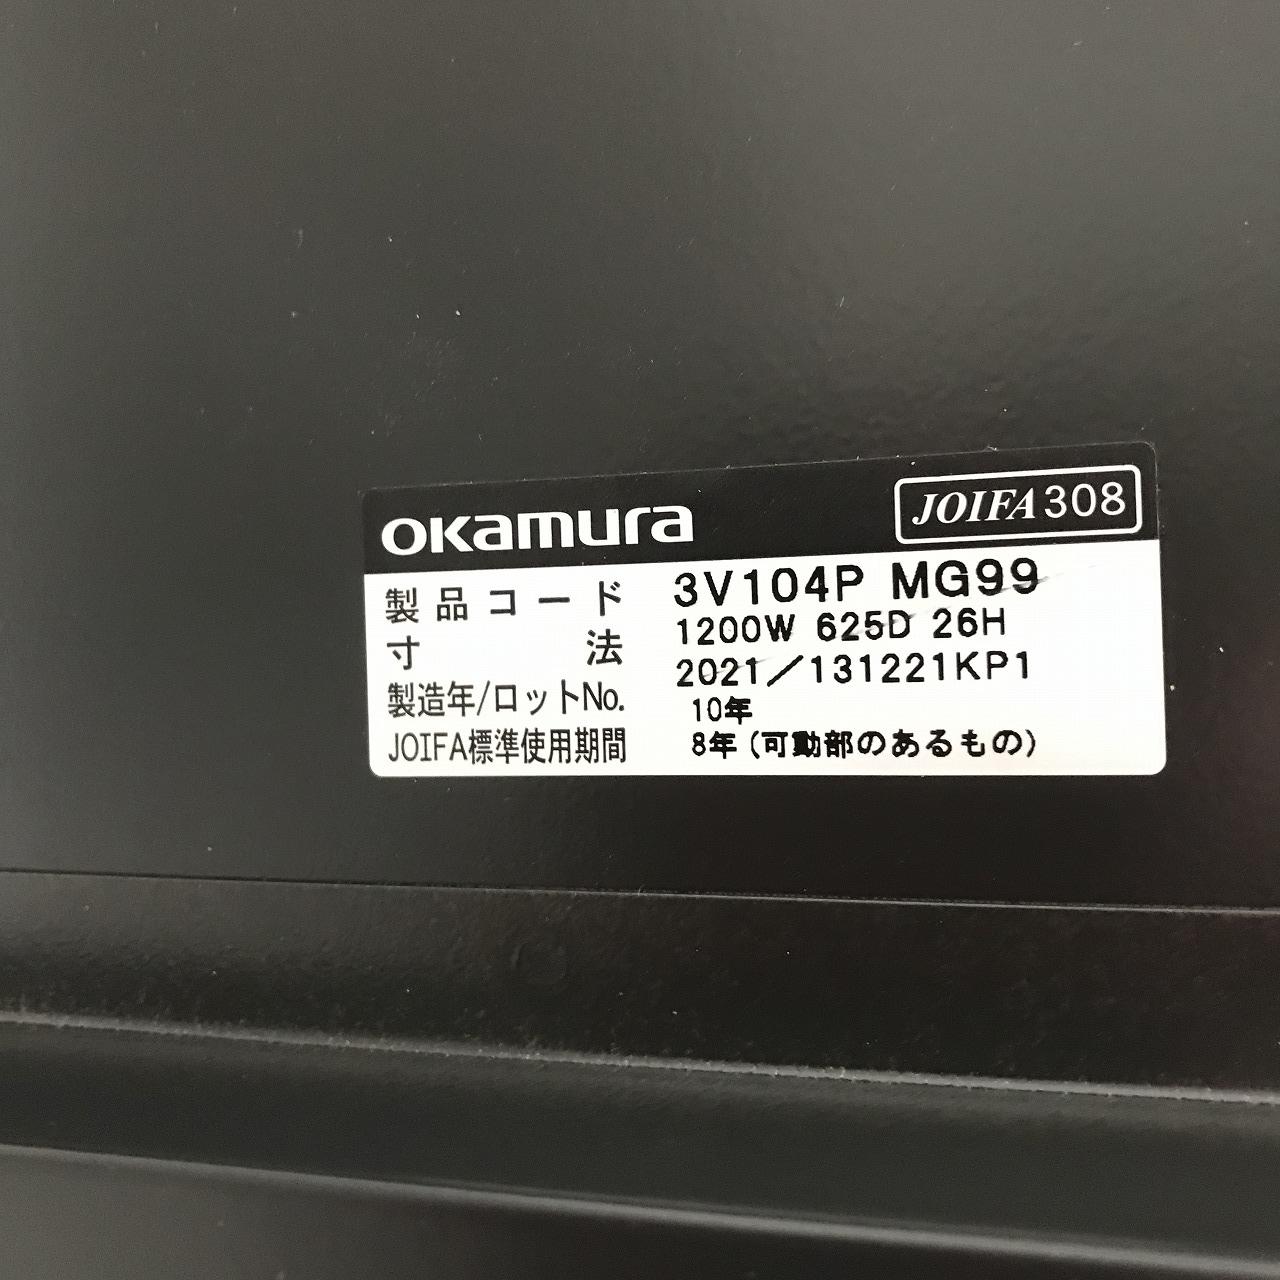 okamura
JOIFA308
製品コード 3V104P MG99
寸法 1200W 625D 26H
製造年/ロットNo. 2021/131221KP1
JOIFA標準使用期間 10年
8年(可動部のあるもの)